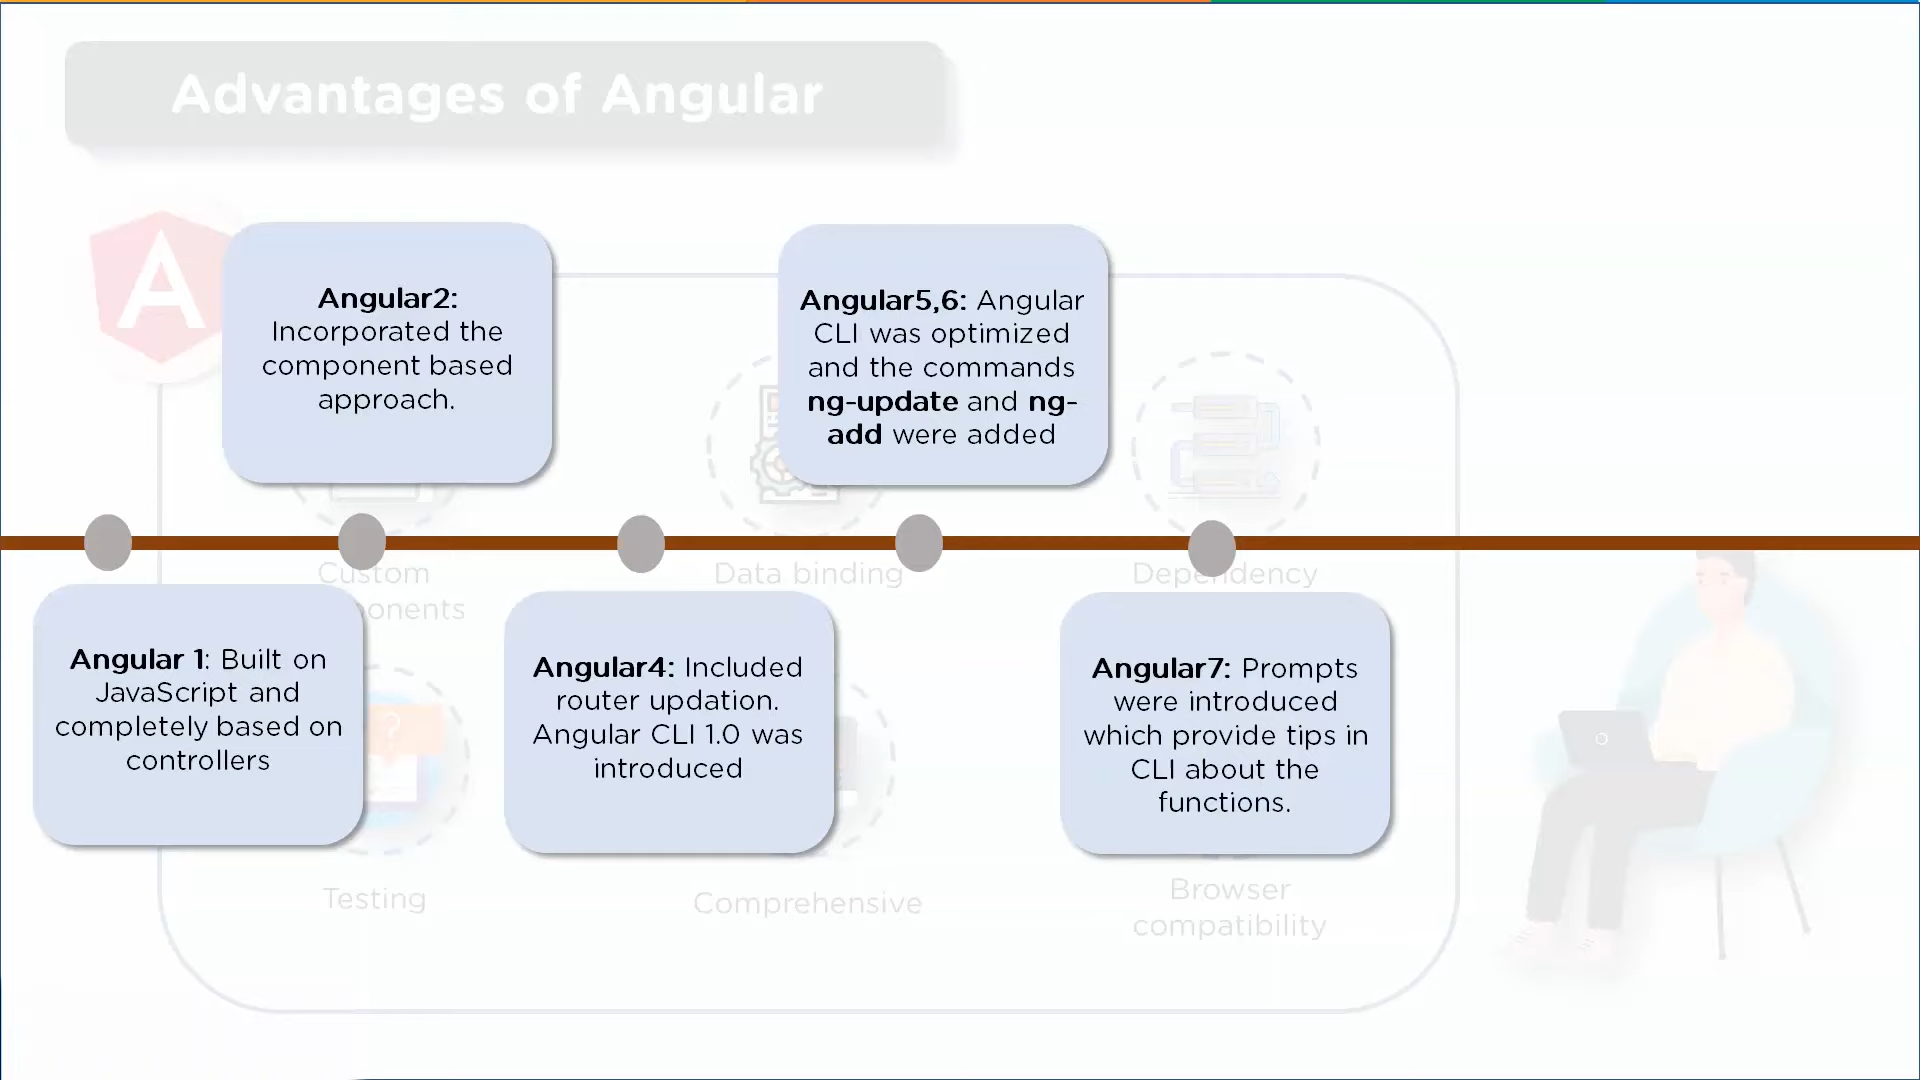 Advantages of Angular
Angular2:
Incorporated the
component based
approach.
Angular5,6: Angular
CLI was optimized
and the commands
ng-update and ng-
add were added
Custom
ponents
Data binding
Dependency
Angular 1: Built on
JavaScript and
completely based on
controllers
Angular4: Included
router updation.
Angular CLI 1.0 was
introduced
Angular7: Prompts
were introduced
which provide tips in
CLI about the
functions.
Testing
Comprehensive
Browser
compatibility